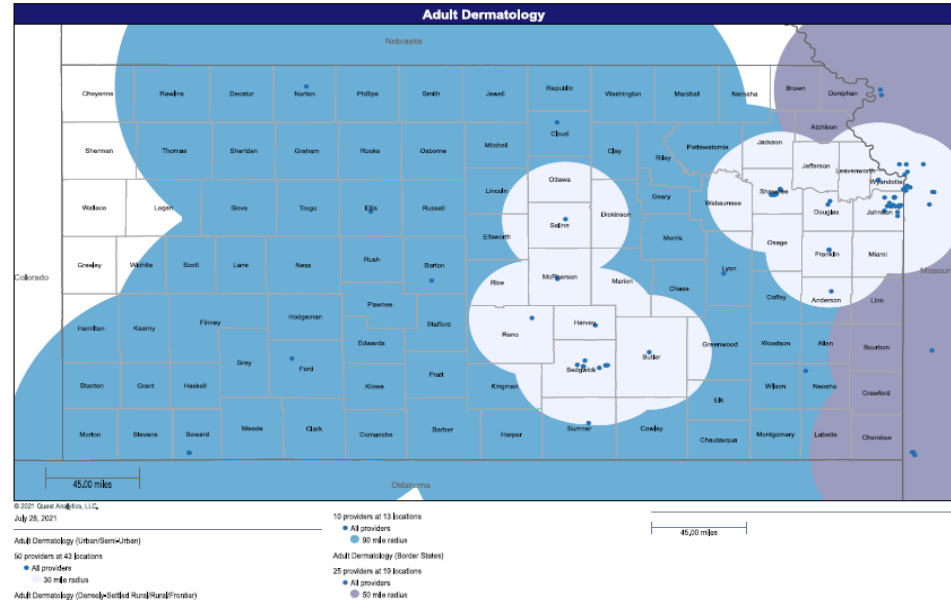 Adult Dermatology
Nebraska
Cheyenne Rawlins Decatur Norton Phillips Smith Jewell Republic Washington Marshall Nemaha Brown Doniphan
Cloud Atchison
Sherman Thomas Sheridan Graham Rooks Osborne Mitchell Clay Riley Pottawatomie Jackson Jefferson Leavenworth
Ottawa Wyandotte
Wallace Logan Gove Trego Ellis Russell Lincoln Dickinson Geary Wabaunsee Shawnee Douglas Johnson
Saline
Ellsworth Morris Osage
Greeley Wichita Scott Lane Ness Rush Barton Lyon Franklin Miami
Colorado Missouri
Rice McPherson Marion Chase Coffey Anderson Linn
Hamilton Kearny Finney Hodgeman Pawnee Stafford Reno Harvey
Edwards Greenwood Woodson Allen Bourbon
Gray Ford Sedgwick Butler
Stanton Grant Haskell Kiowa Pratt Kingman Elk Wilson Neosho Crawford
Morton Stevens Seward Meade Clark Comanche Barber Harper Sumner Cowley Chautauqua Montgomery Labette Cherokee
45.00 miles
Oklahoma
© 2021 Quest Analytics, LLC.
July 28, 2021
Adult Dermatology (Urban/Semi-Urban)
50 providers at 43 locations
All providers
30 mile radius
Adult Dermatology (Densely-Settled Rural/Rural/Frontier)
10 providers at 13 locations
All providers
90 mile radius
Adult Dermatology (Border States)
25 providers at 19 locations
All providers
50 mile radius
45.00 miles